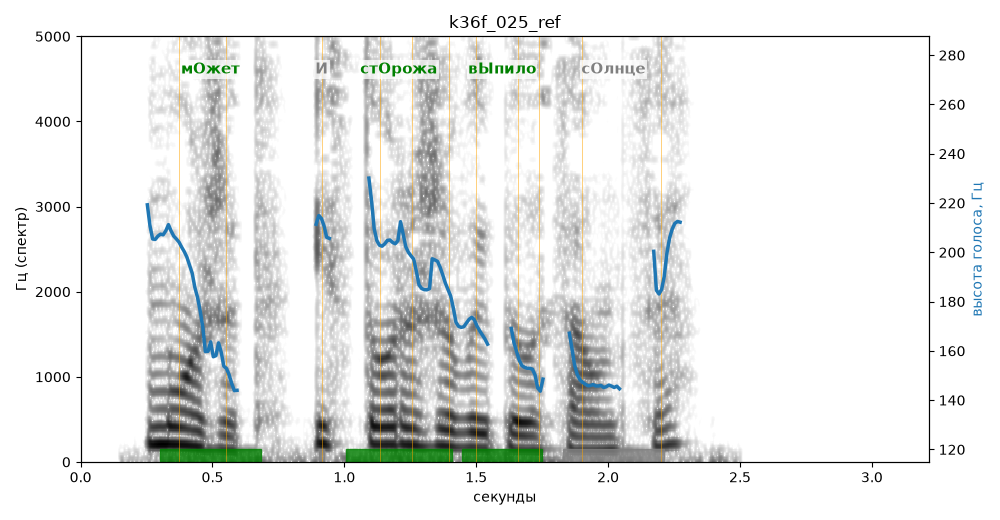 k36f_025_ref
мОжет И стОрожа вЫпило сОлнце
Гц (спектр)
5000
4000
3000
2000
1000
0
280
260
240
220
200
180
160
140
120
высота голоса, Гц
0.0 0.5 1.0 1.5 2.0 2.5 3.0
секунды